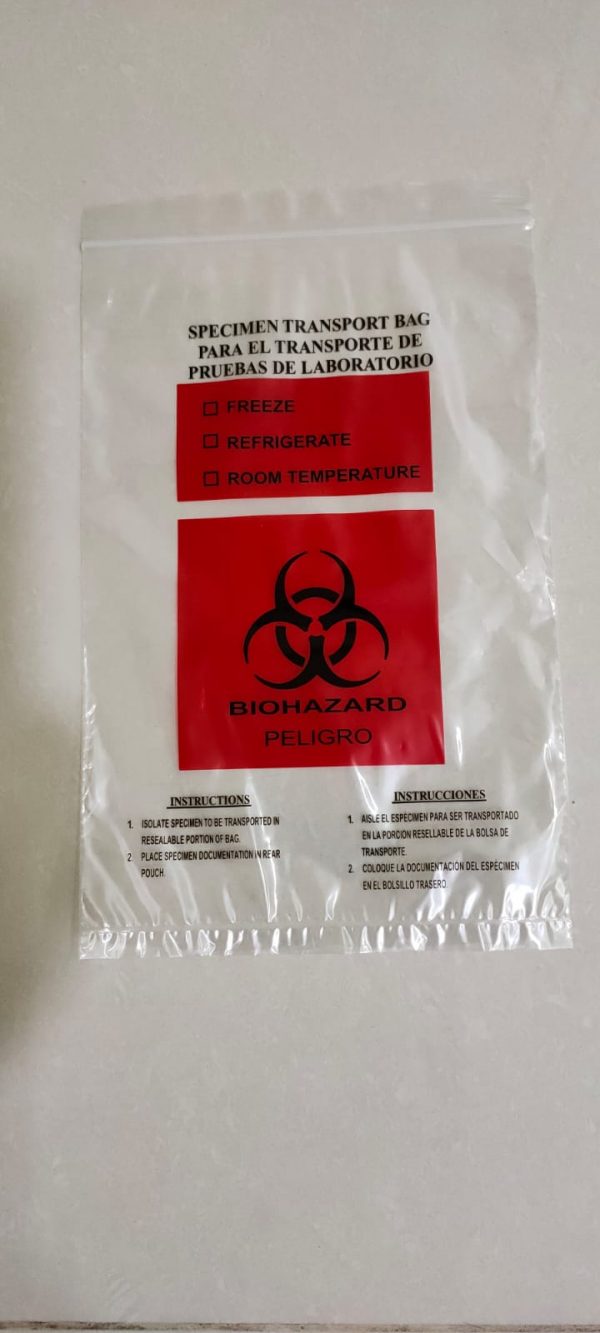 SPECIMEN TRANSPORT BAG
PARA EL TRANSPORTE DE
PRUEBAS DE LABORATORIO
FREEZE
REFRIGERATE
ROOM TEMPERATURE
BIOHAZARD
PELIGRO
INSTRUCTIONS
1. ISOLATE SPECIMEN TO BE TRANSPORTED IN
RESEALABLE PORTION OF BAG.
2. PLACE SPECIMEN DOCUMENTATION IN REAR
POUCH.
INSTRUCCIONES
1. AISLE EL ESPECIMEN PARA SER TRANSPORTADO
EN LA PORCION RESELLABLE DE LA BOLSA DE
TRANSPORTE.
2. COLOQUE LA DOCUMENTACION DEL ESPECIMEN
EN EL BOLSILLO TRASERO.